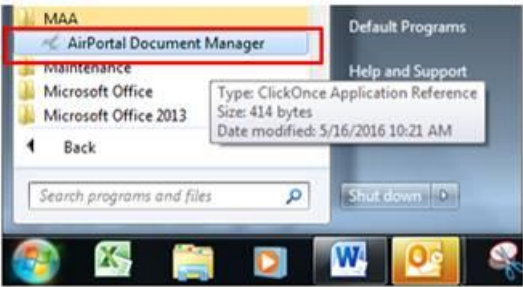 MAA
AirPortal Document Manager
Maintenance
Microsoft Office
Microsoft Office 2013
Back
Search programs and files
Default Programs
Help and Support
Type: ClickOnce Application Reference
Size: 414 bytes
Date modified: 5/16/2016 10:21 AM
Shut down